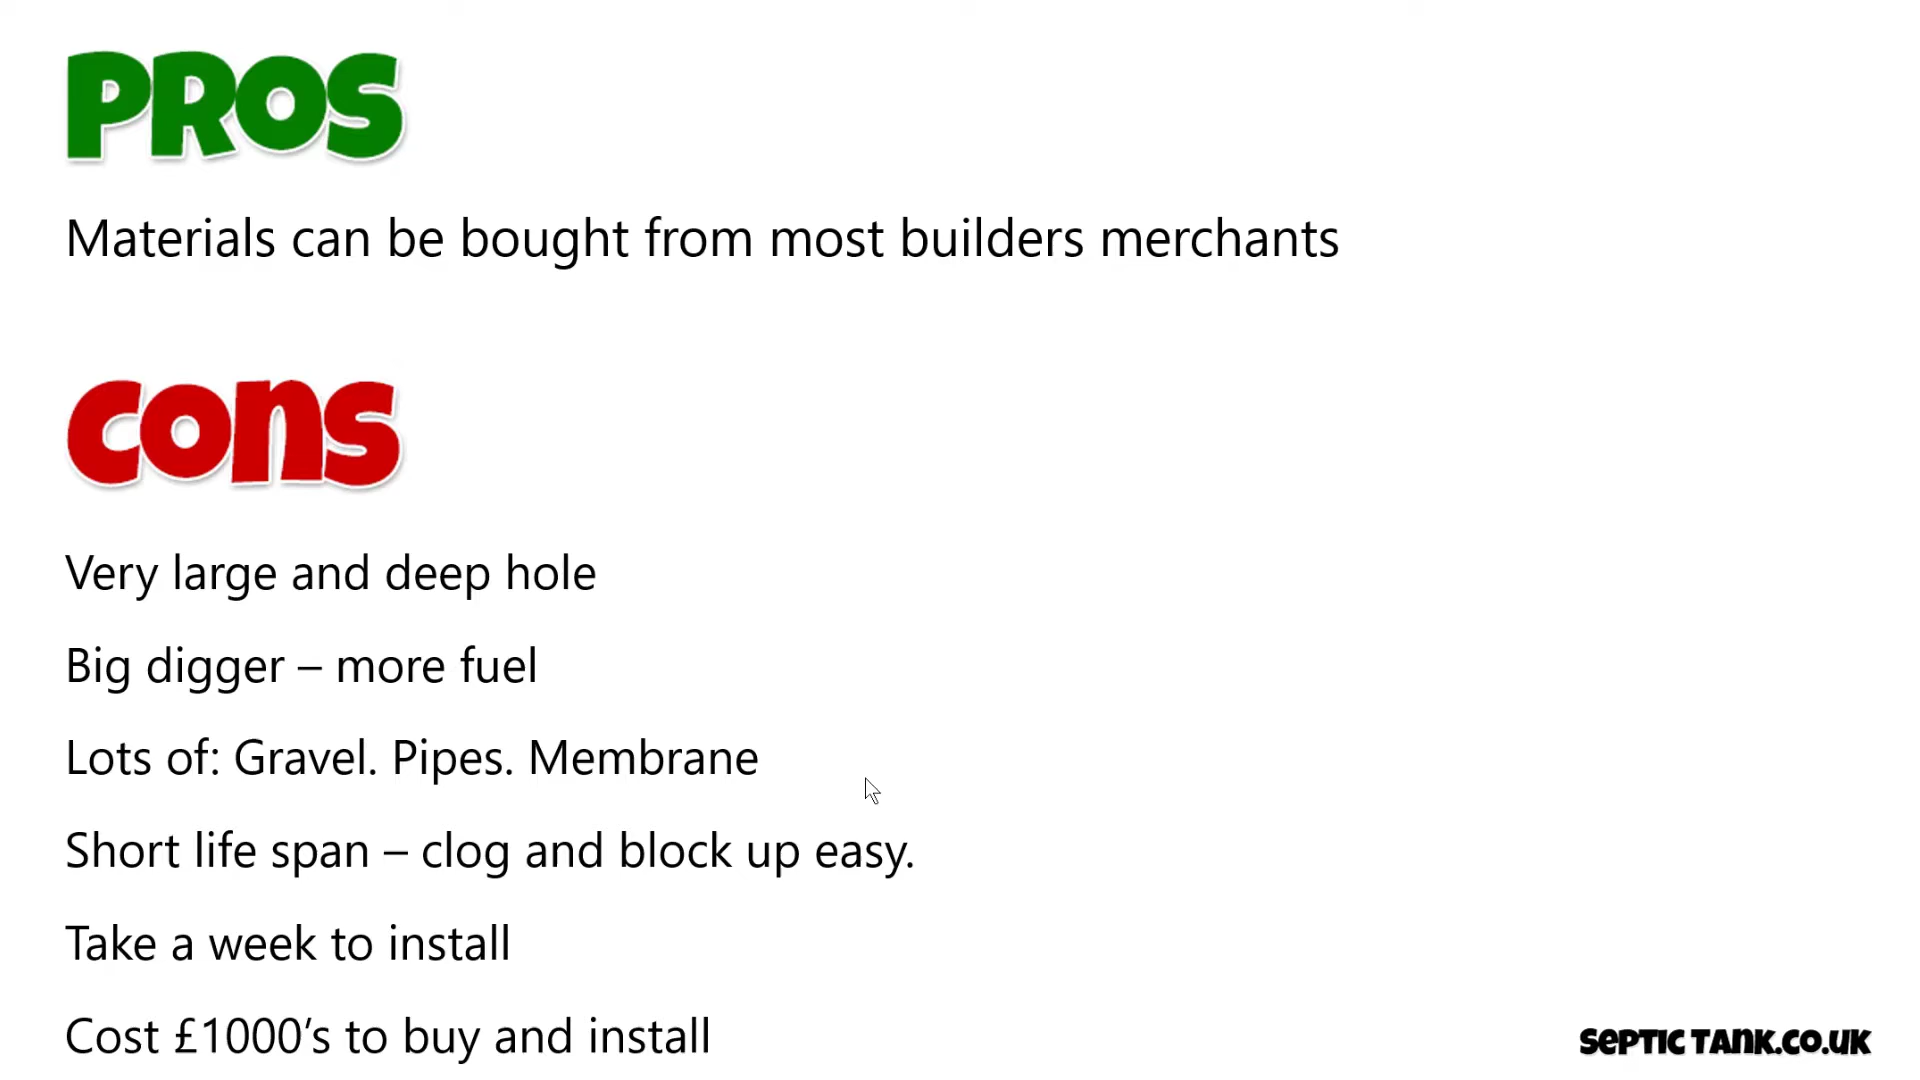 PROS
Materials can be bought from most builders merchants
cons
Very large and deep hole
Big digger – more fuel
Lots of: Gravel. Pipes. Membrane
Short life span – clog and block up easy.
Take a week to install
Cost £1000’s to buy and install
SEPTIC TANK.CO.UK